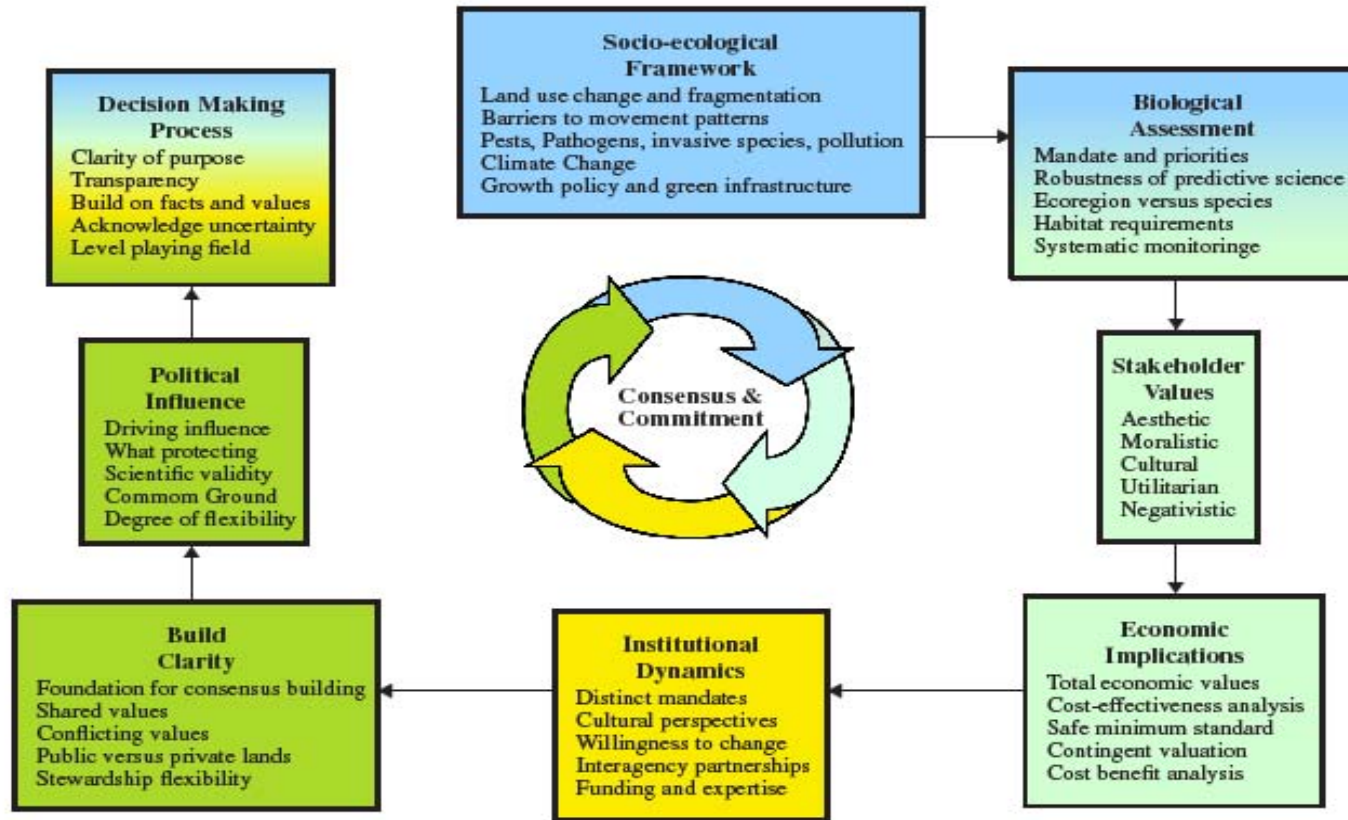 Socio-ecological
Framework
Land use change and fragmentation
Barriers to movement patterns
Pests, Pathogens, invasive species, pollution
Climate Change
Growth policy and green infrastructure
Biological
Assessment
Mandate and priorities
Robustness of predictive science
Ecoregion versus species
Habitat requirements
Systematic monitoringe
Stakeholder
Values
Aesthetic
Moralistic
Cultural
Utilitarian
Negativistic
Economic
Implications
Total economic values
Cost-effectiveness analysis
Safe minimum standard
Contingent valuation
Cost benefit analysis
Institutional
Dynamics
Distinct mandates
Cultural perspectives
Willingness to change
Interagency partnerships
Funding and expertise
Build
Clarity
Foundation for consensus building
Shared values
Conflicting values
Public versus private lands
Stewardship flexibility
Political
Influence
Driving influence
What protecting
Scientific validity
Commom Ground
Degree of flexibility
Decision Making
Process
Clarity of purpose
Transparency
Build on facts and values
Acknowledge uncertainty
Level playing field
Consensus &
Commitment